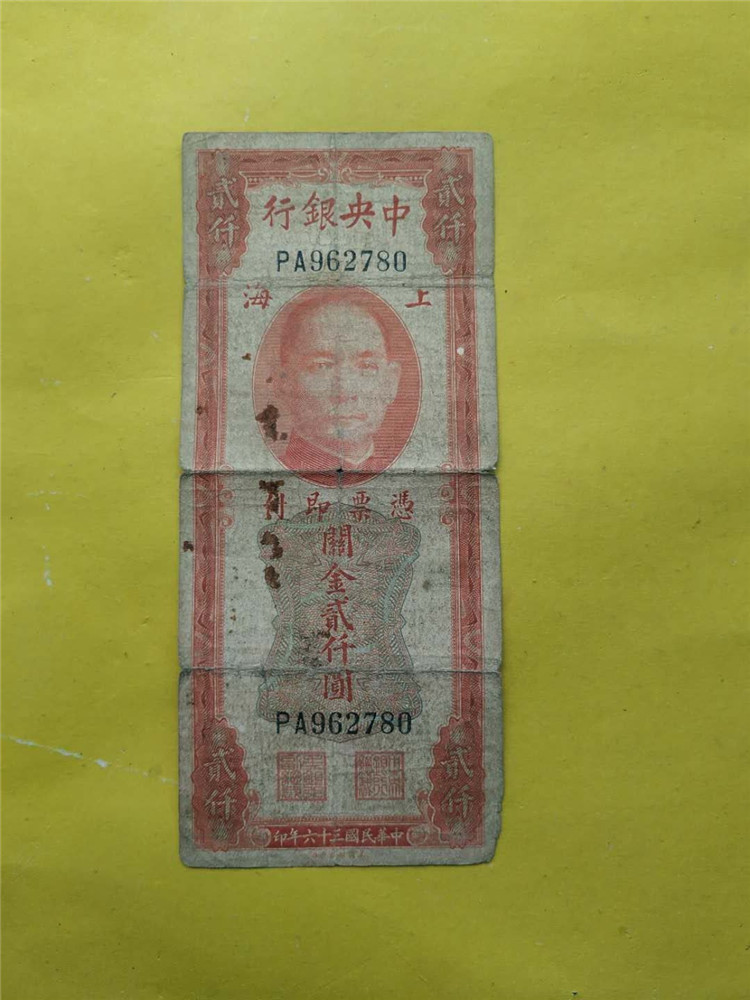 貳仟
貳仟
中央銀行
PA962780
上海
憑票即付
關金貳仟圓
PA962780
貳仟
貳仟
中華民國三十六年印